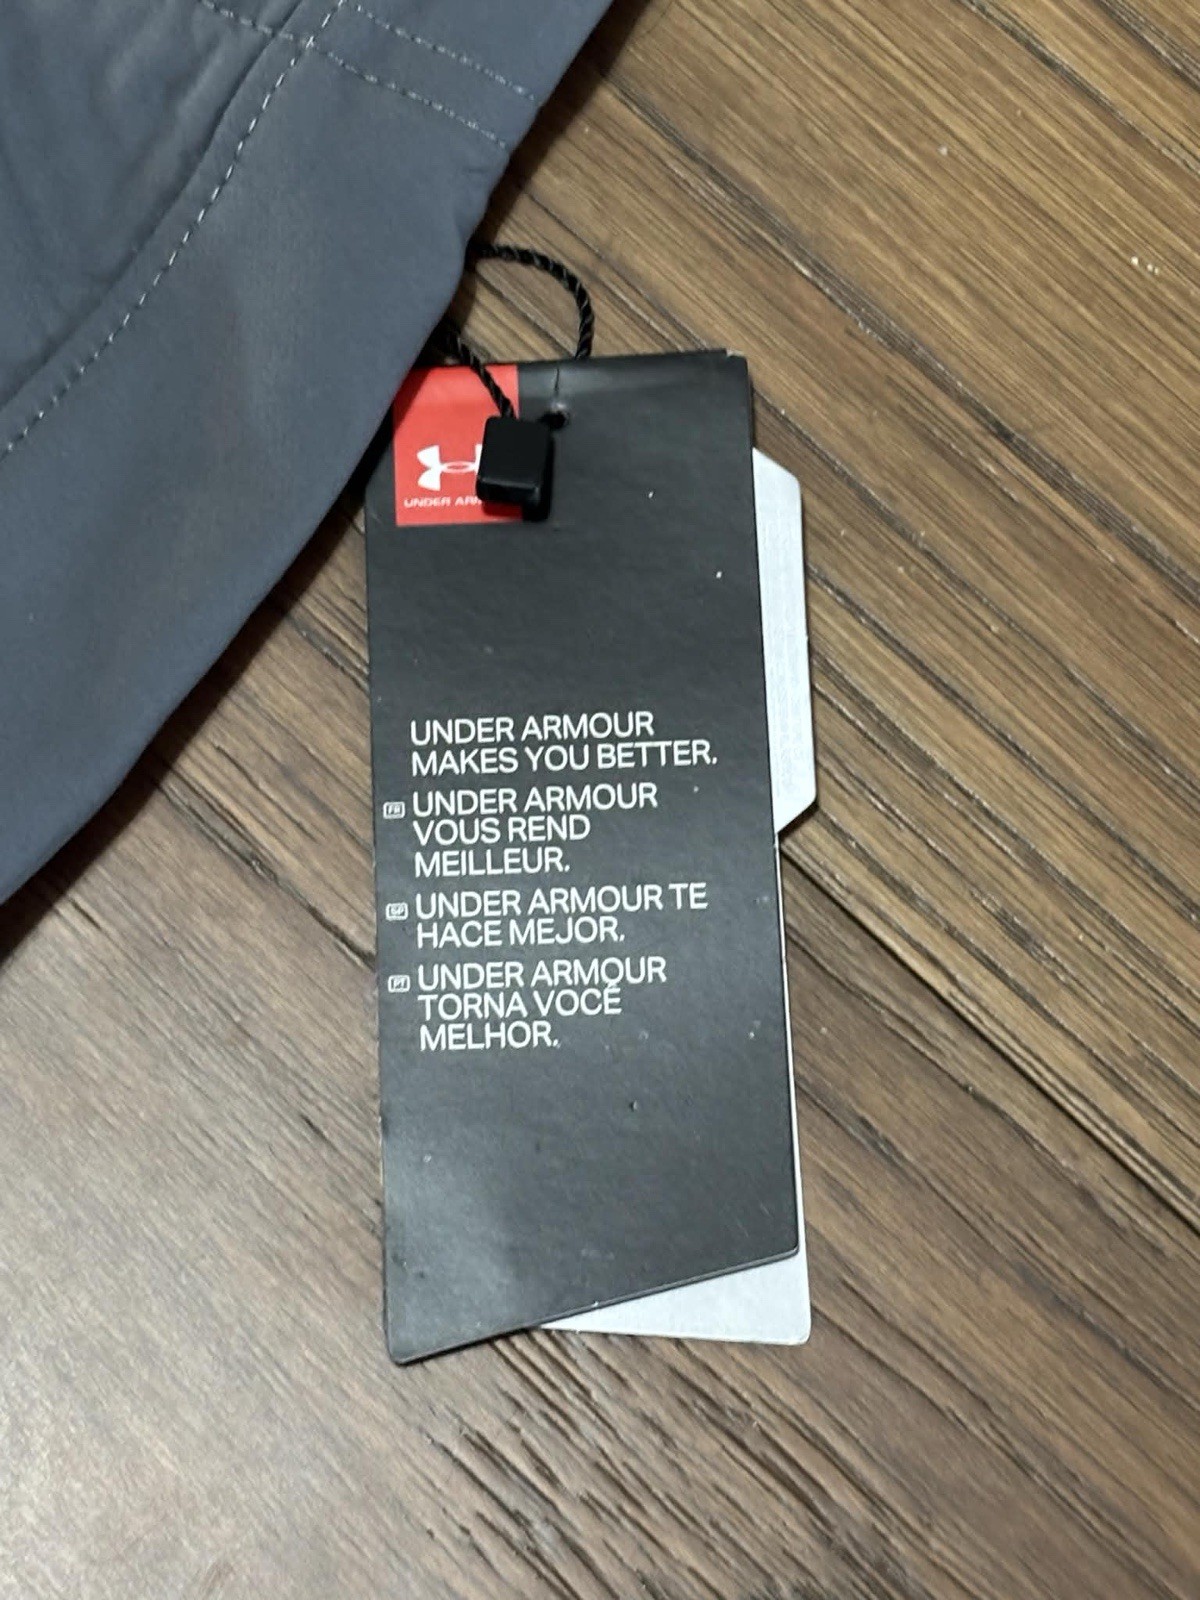 UNDER
UNDER ARMOUR
MAKES YOU BETTER.
FR UNDER ARMOUR
VOUS REND
MEILLEUR.
SP UNDER ARMOUR TE
HACE MEJOR.
PT UNDER ARMOUR
TORNA VOCÊ
MELHOR.